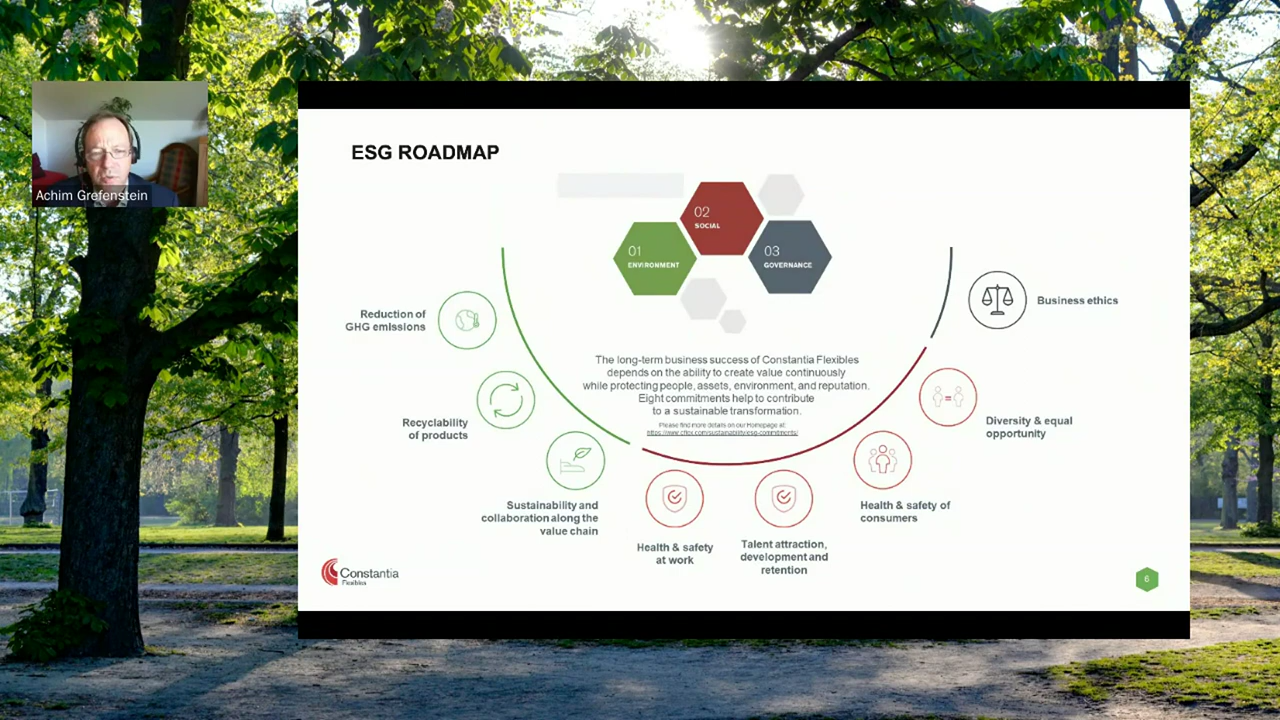 Achim Grefenstein
ESG ROADMAP
02
SOCIAL
01
ENVIRONMENT
03
GOVERNANCE
The long-term business success of Constantia Flexibles
depends on the ability to create value continuously
while protecting people, assets, environment, and reputation.
Eight commitments help to contribute
to a sustainable transformation.
Please find more details on our Homepage at:
https://www.cflex.com/sustainability/esg-commitments/
Reduction of
GHG emissions
Recyclability
of products
Sustainability and
collaboration along the
value chain
Health & safety
at work
Talent attraction,
development and
retention
Health & safety of
consumers
Diversity & equal
opportunity
Business ethics
Constantia
Flexibles
6